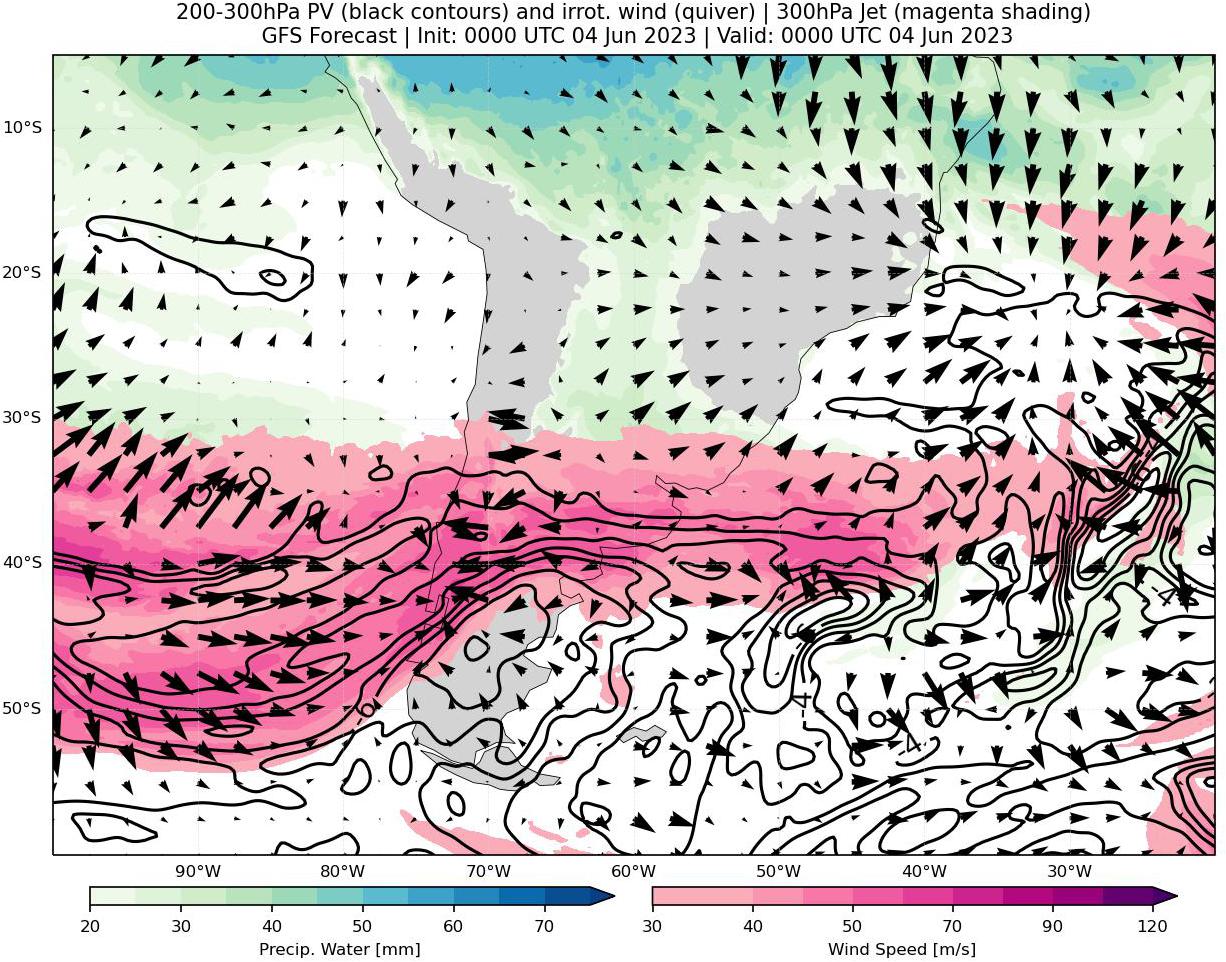 200-300hPa PV (black contours) and irrot. wind (quiver) | 300hPa Jet (magenta shading)
GFS Forecast | Init: 0000 UTC 04 Jun 2023 | Valid: 0000 UTC 04 Jun 2023
10°S
20°S
30°S
40°S
50°S
-4
90°W 80°W 70°W 60°W 50°W 40°W 30°W
20 30 40 50 60 70
30 40 50 70 90 120
Precip. Water [mm]
Wind Speed [m/s]